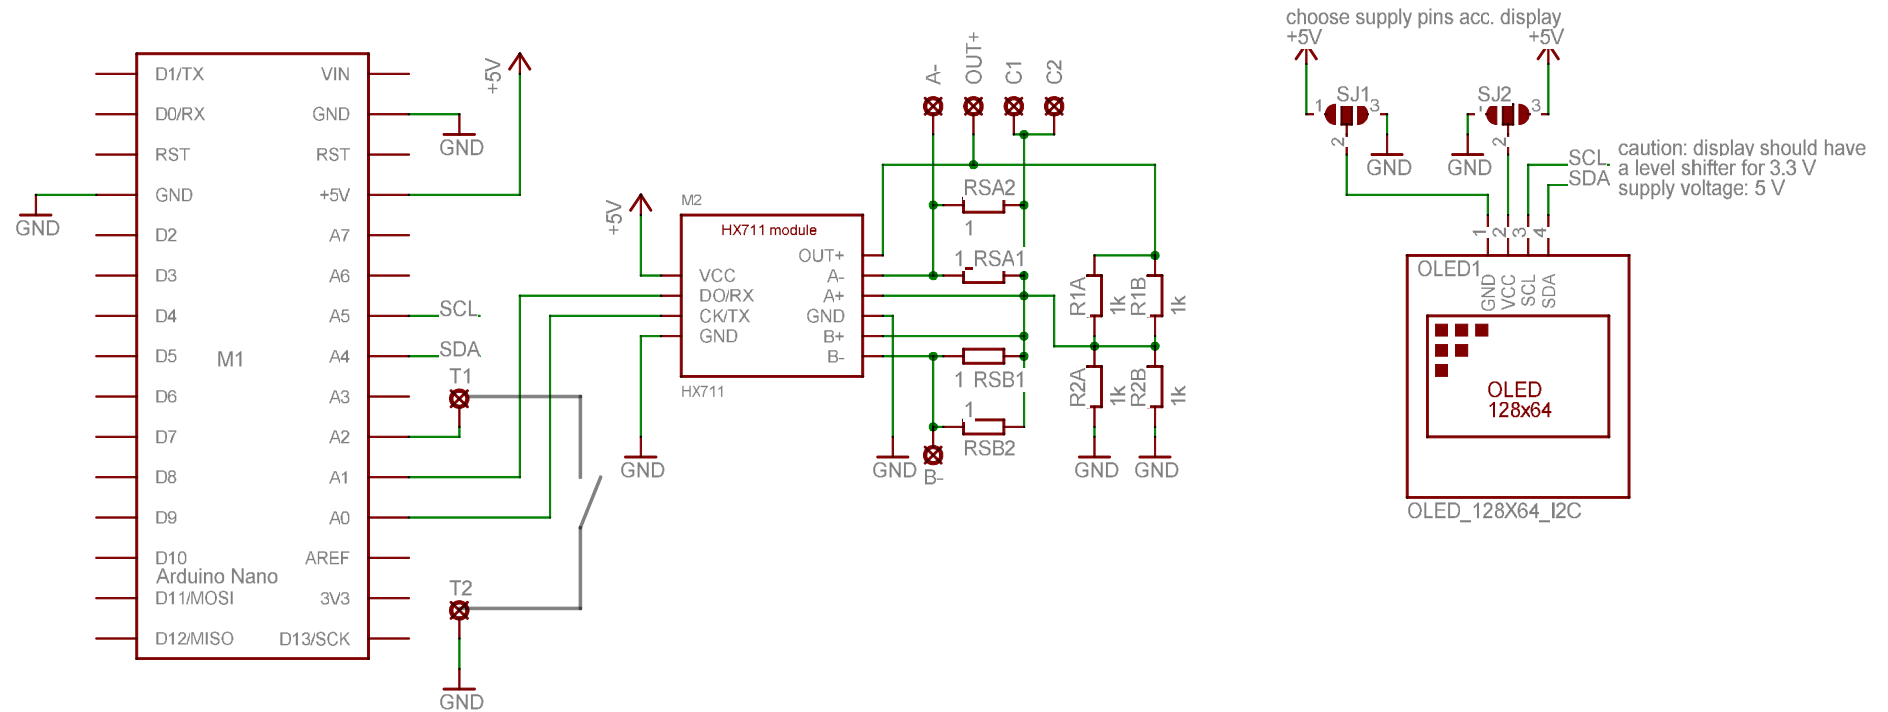 choose supply pins acc. display
+5V
+5V
SJ1
1
3
2
GND
SJ2
3
2
GND
SCL
SDA
caution: display should have
a level shifter for 3.3 V
supply voltage: 5 V
1
2
3
4
OLED1
GND
VCC
SCL
SDA
OLED
128x64
OLED_128X64_I2C
D1/TX
D0/RX
RST
GND
D2
D3
D4
D5
D6
D7
D8
D9
D10
Arduino Nano
D11/MOSI
D12/MISO
M1
VIN
GND
RST
+5V
A7
A6
A5
A4
A3
A2
A1
A0
AREF
3V3
D13/SCK
GND
GND
+5V
SCL
SDA
T1
T2
GND
+5V
GND
M2
HX711 module
VCC
DO/RX
CK/TX
GND
OUT+
A-
A+
GND
B+
B-
HX711
A-
OUT+
C1
C2
RSA2
1
1 RSA1
1 RSB1
1
RSB2
B-
GND
R1A
1k
R1B
1k
R2A
1k
R2B
1k
GND
GND